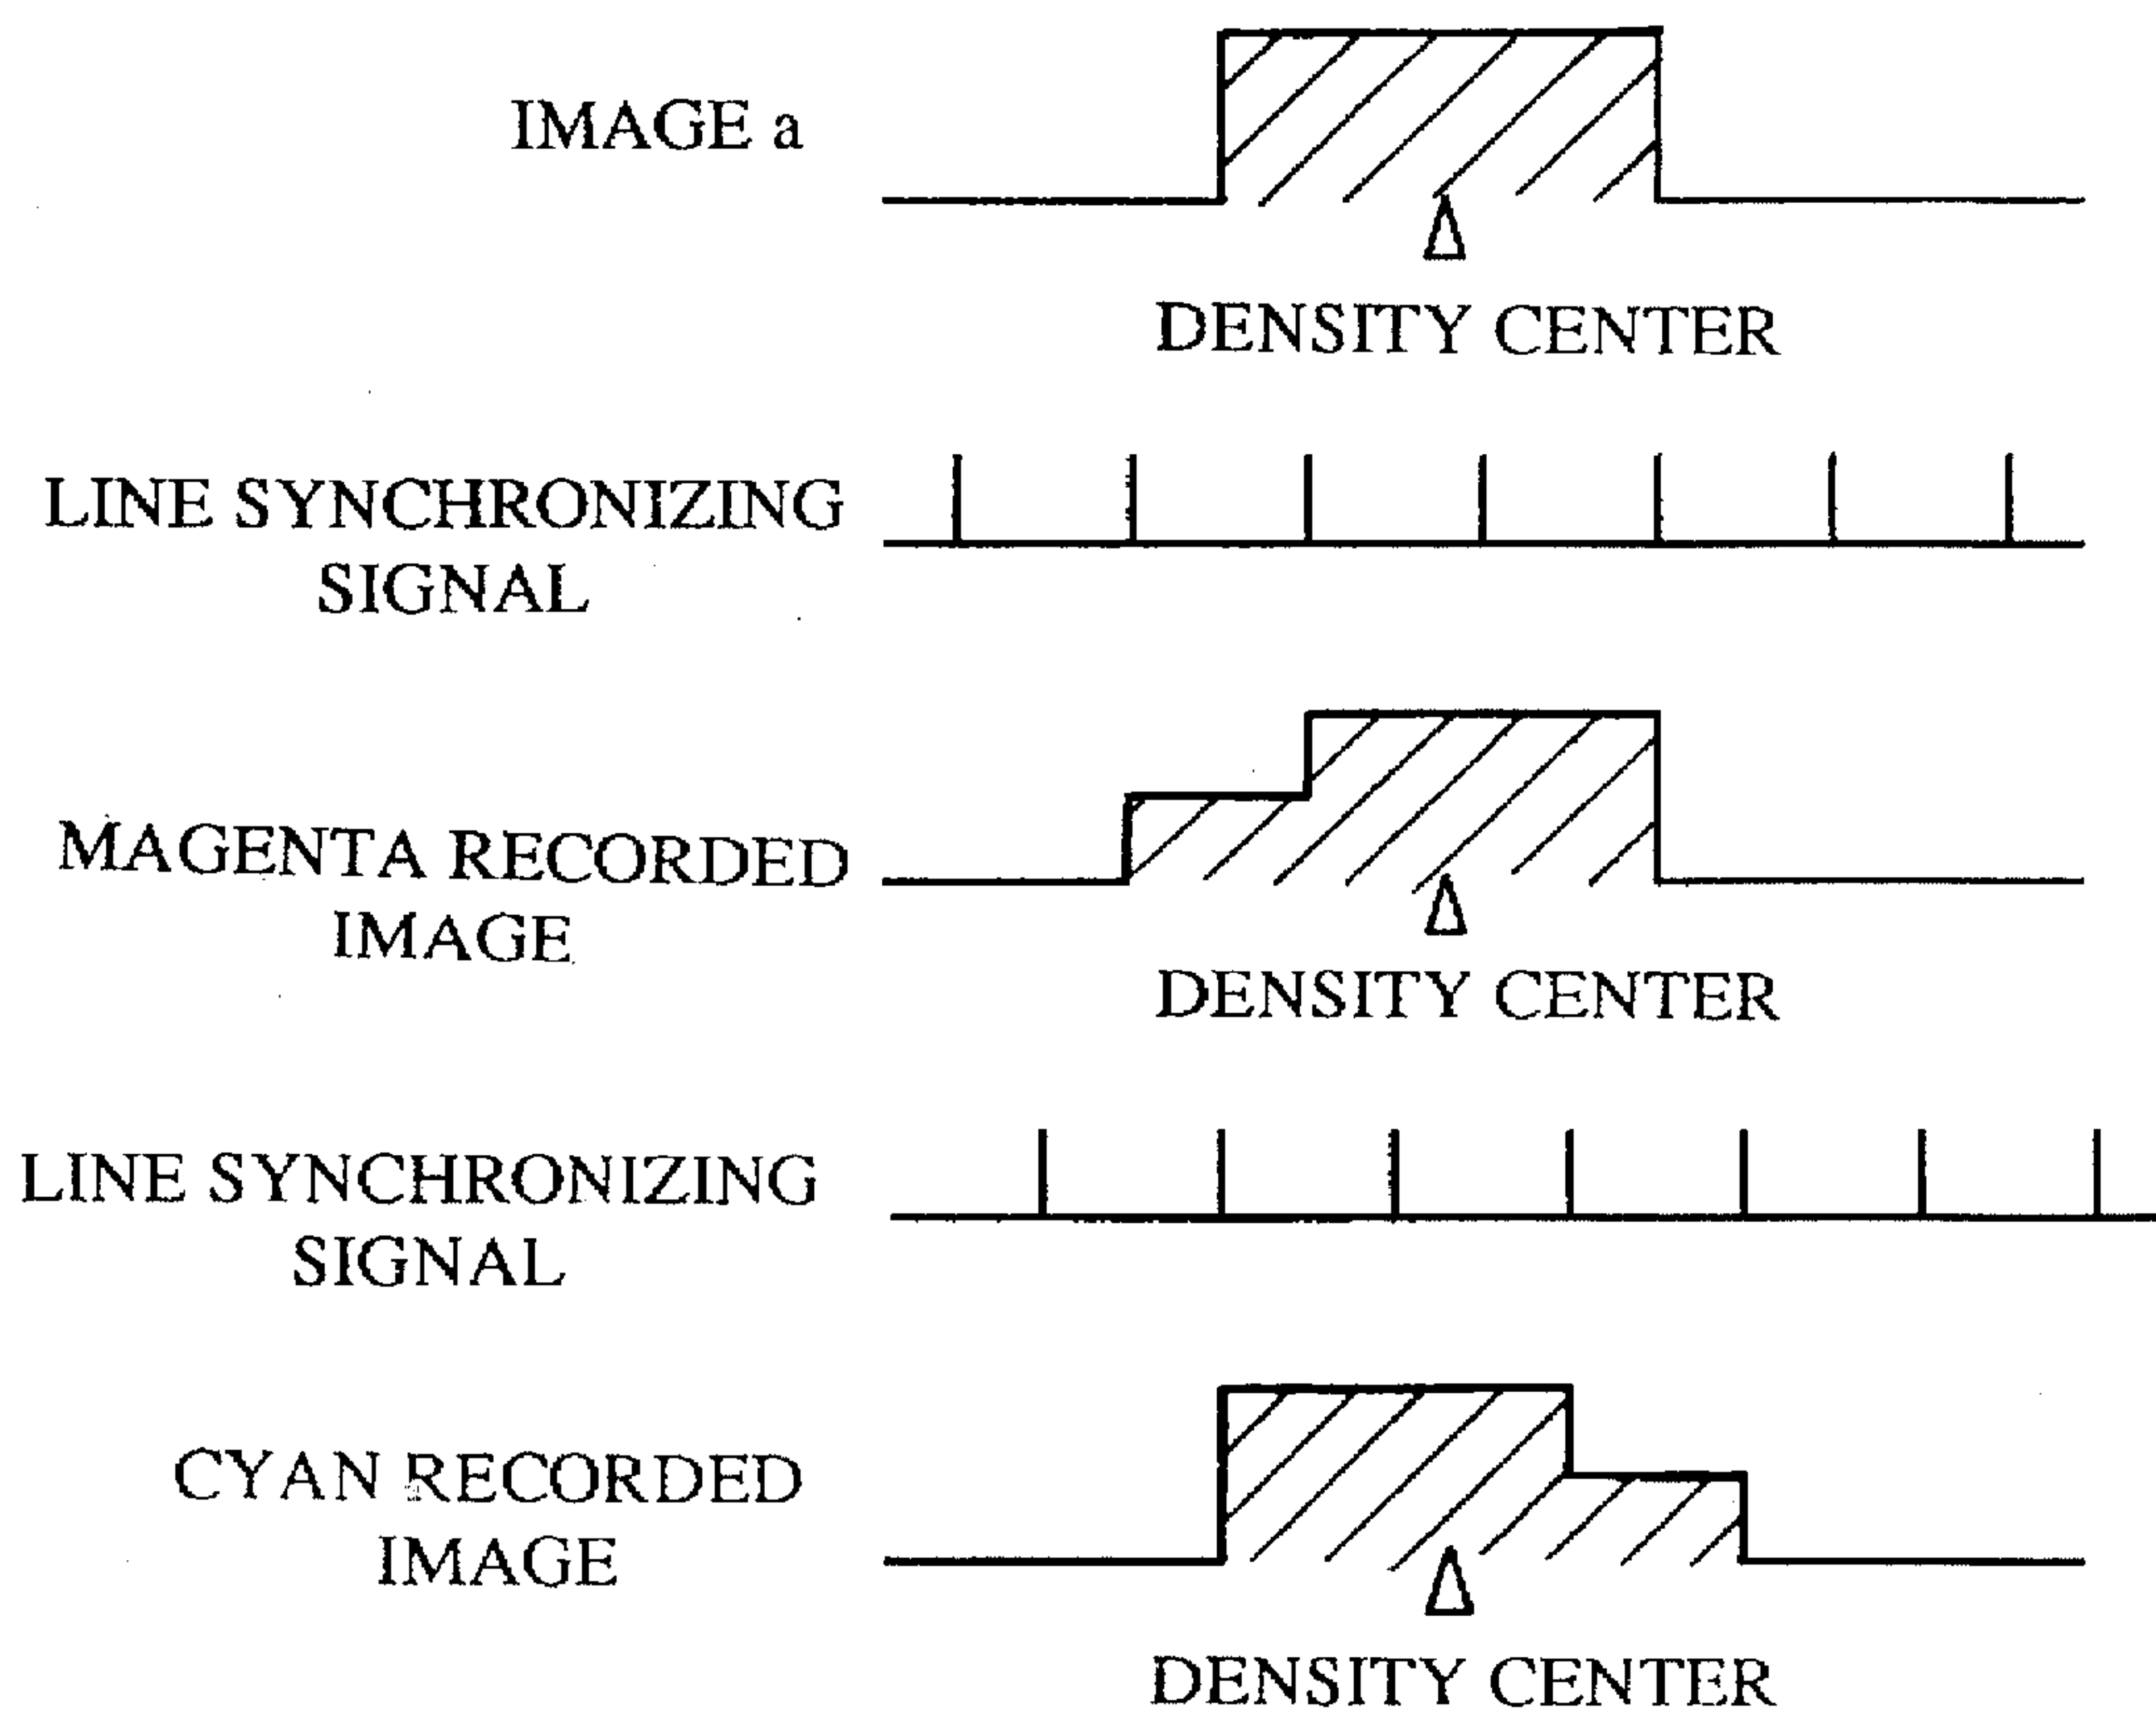 IMAGE a
DENSITY CENTER
LINE SYNCHRONIZING
SIGNAL
MAGENTA RECORDED
IMAGE
DENSITY CENTER
LINE SYNCHRONIZING
SIGNAL
CYAN RECORDED
IMAGE
DENSITY CENTER